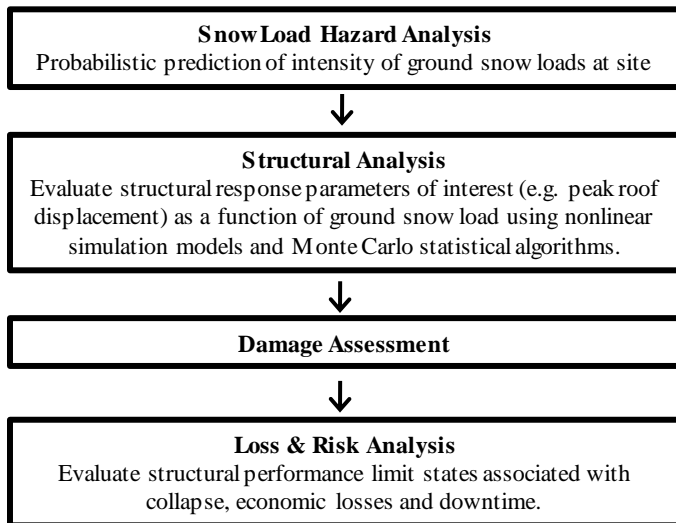 Snow Load Hazard Analysis
Probabilistic prediction of intensity of ground snow loads at site
Structural Analysis
Evaluate structural response parameters of interest (e.g. peak roof
displacement) as a function of ground snow load using nonlinear
simulation models and Monte Carlo statistical algorithms.
Damage Assessment
Loss & Risk Analysis
Evaluate structural performance limit states associated with
collapse, economic losses and downtime.